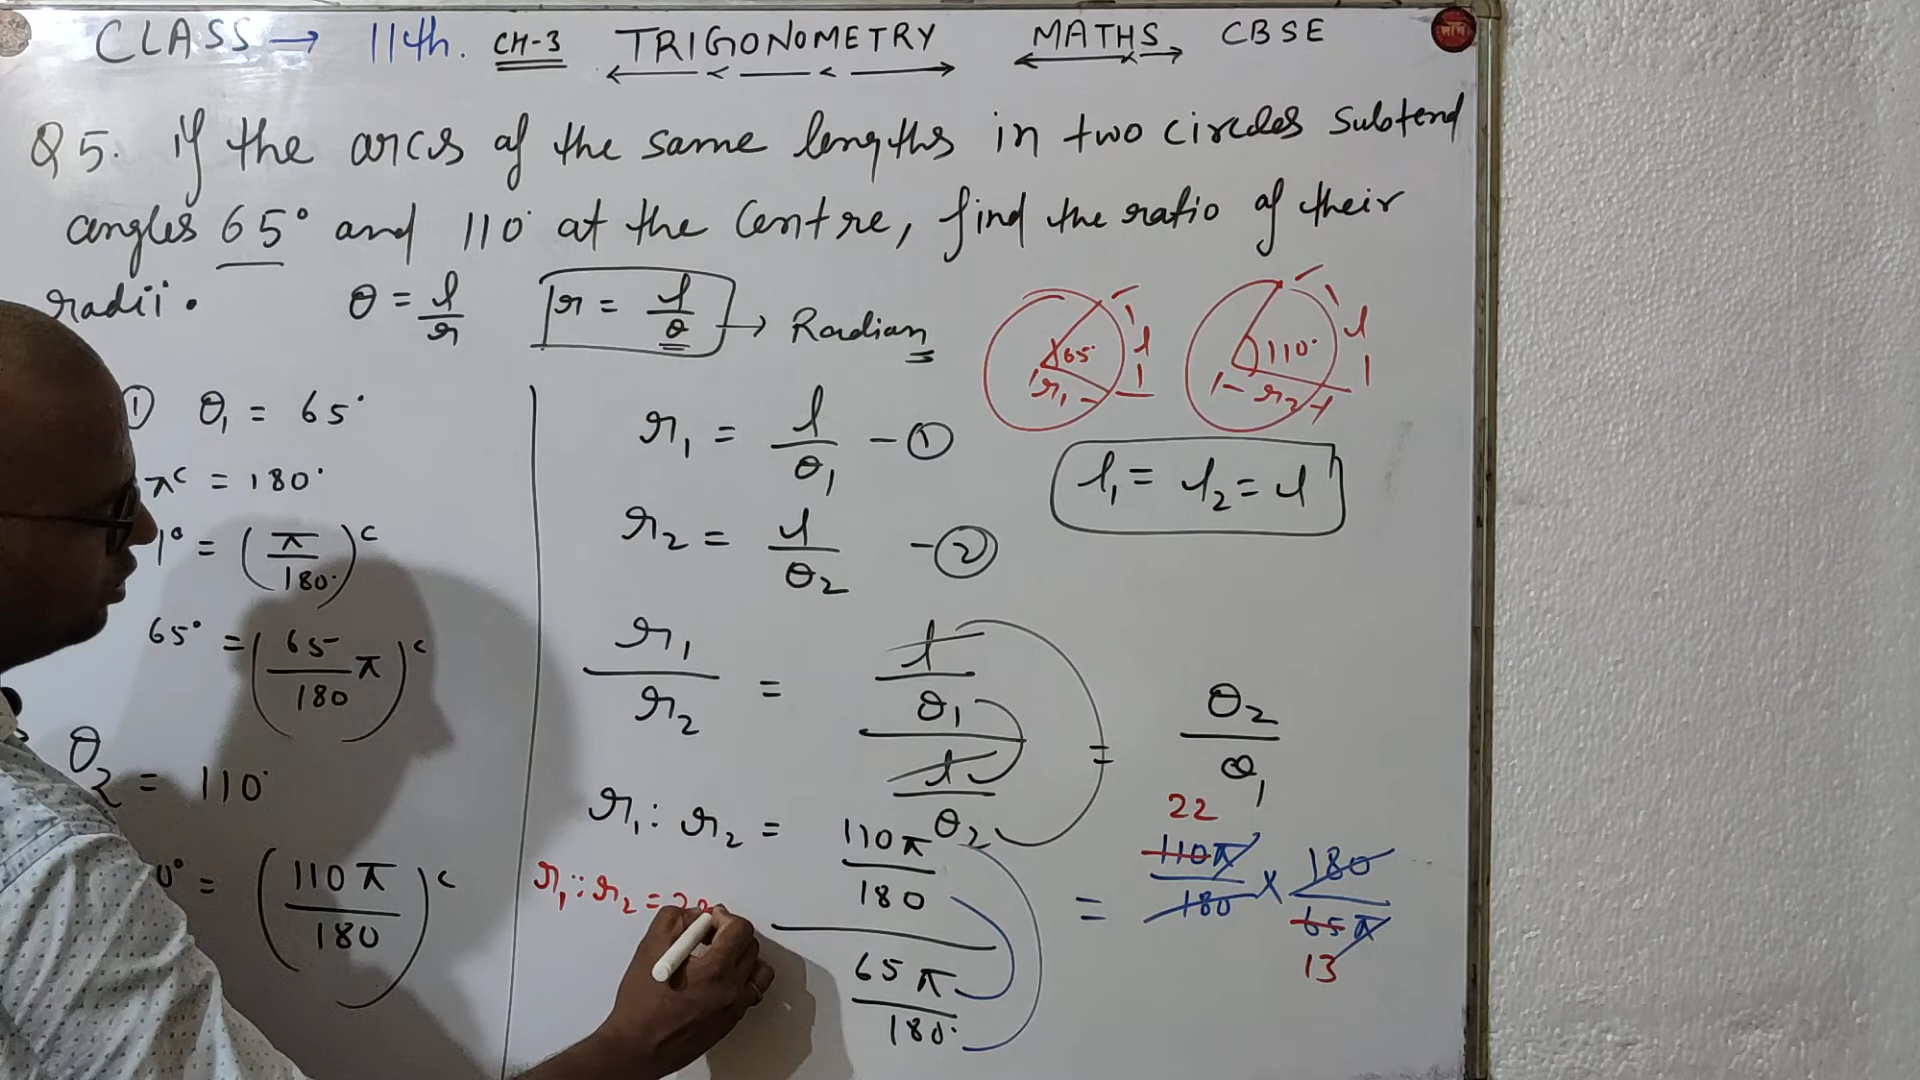 CLASS → 11th. CH-3 TRIGONOMETRY MATHS CBSE
Q5. If the arcs of the same lengths in two circles subtend
angles 65° and 110° at the Centre, find the ratio of their
radii.
θ = l/r
r = l/θ → Radian
65°
l
r₁
110°
l
r₂
① θ₁ = 65°
πᶜ = 180°
1° = (π/180°)ᶜ
65° = (65/180 π)ᶜ
θ₂ = 110°
0° = (110π/180)ᶜ
r₁ = l/θ₁ - ①
r₂ = l/θ₂ - ②
l₁ = l₂ = l
r₁/r₂ = (l/θ₁)/(l/θ₂) = θ₂/θ₁
r₁ : r₂ = (110π/180)/(65π/180°) = 110π/180 × 180/65π
22
13
r₁ : r₂ =